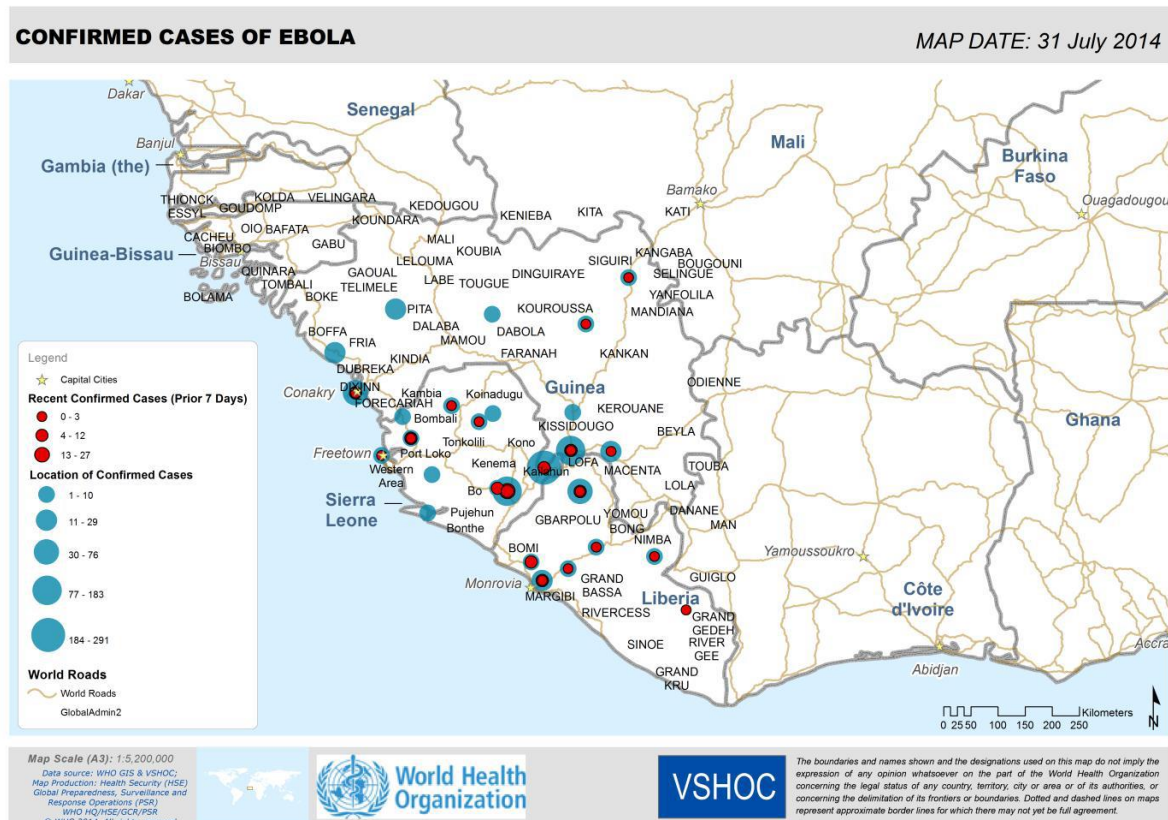 CONFIRMED CASES OF EBOLA
MAP DATE: 31 July 2014
Dakar
Senegal
Mali
Burkina
Faso
Banjul
Gambia (the)
Bamako
Ouagadougou
THIONCK
ESSYL
KOLDA
GOUDOMP
VELINGARA
KEDOUGOU
KOUNDARA
KENIEBA
KITA
KATI
CACHEU
OIO
BAFATA
BIOMBO
GABU
MALI
KOUBIA
LELOUMA
Guinea-Bissau
Bissau
KANGABA
BOUGOUNI
SIGUIRI
SELINGUE
QUINARA
TOMBALI
GAOUAL
TELIMELE
LABE
TOUGUE
DINGUIRAYE
YANFOLILA
BOLAMA
BOKE
PITA
KOUROUSSA
MANDIANA
BOFFA
DALABA
DABOLA
FRIA
MAMOU
KINDIA
FARANAH
KANKAN
DUBREKA
DIXINN
Conakry
FORECARIAH
Kambia
Koinadugu
Guinea
ODIENNE
Bombali
KEROUANE
KISSIDOUGO
Ghana
Tonkolili
Kono
BEYLA
Freetown
Port Loko
Western
Area
Kenema
Kailahun
LOFA
MACENTA
TOUBA
LOLA
Bo
Sierra
Leone
Pujehun
Bonthe
GBARPOLU
YOMOU
BONG
DANANE
MAN
NIMBA
BOMI
Yamoussoukro
Monrovia
MARGIBI
GRAND
BASSA
GUIGLO
Côte
d'Ivoire
Liberia
RIVERCESS
GRAND
GEDEH
RIVER
GEE
SINOE
GRAND
KRU
Abidjan
Accra
Legend
Capital Cities
Recent Confirmed Cases (Prior 7 Days)
0 - 3
4 - 12
13 - 27
Location of Confirmed Cases
1 - 10
11 - 29
30 - 76
77 - 183
184 - 291
World Roads
World Roads
GlobalAdmin2
N
Kilometers
0 25 50 100 150 200 250
Map Scale (A3): 1:5,200,000
Data source: WHO GIS & VSHOC;
Map Production: Health Security (HSE)
Global Preparedness, Surveillance and
Response Operations (PSR)
WHO HQ/HSE/GCR/PSR
World Health
Organization
VSHOC
The boundaries and names shown and the designations used on this map do not imply the
expression of any opinion whatsoever on the part of the World Health Organization
concerning the legal status of any country, territory, city or area or of its authorities, or
concerning the delimitation of its frontiers or boundaries. Dotted and dashed lines on maps
represent approximate border lines for which there may not yet be full agreement.